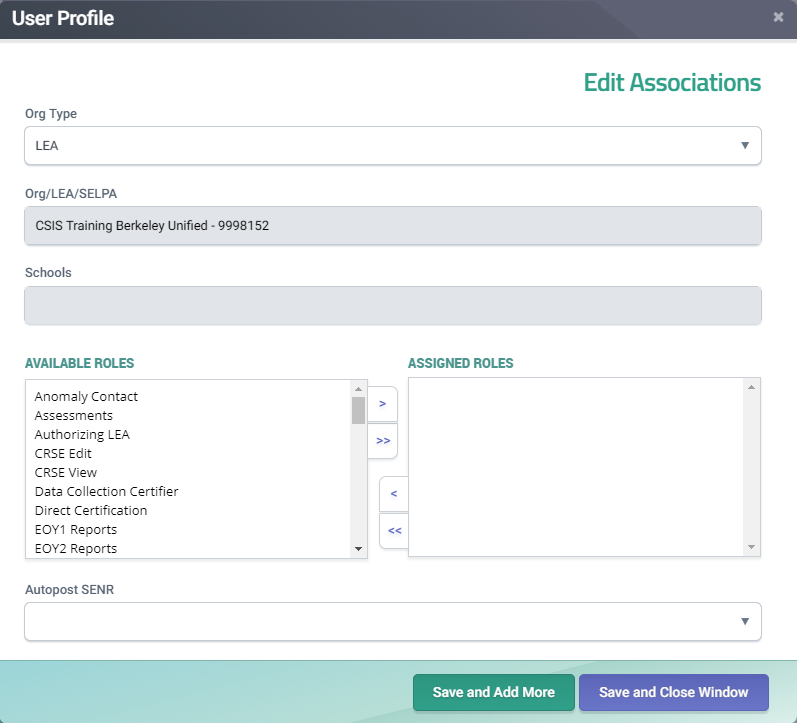 User Profile
×
Edit Associations
Org Type
LEA
Org/LEA/SELPA
CSIS Training Berkeley Unified - 9998152
Schools
AVAILABLE ROLES
Anomaly Contact
Assessments
Authorizing LEA
CRSE Edit
CRSE View
Data Collection Certifier
Direct Certification
EOY1 Reports
EOY2 Reports
>
>>
<
<<
ASSIGNED ROLES
Autopost SENR
Save and Add More
Save and Close Window